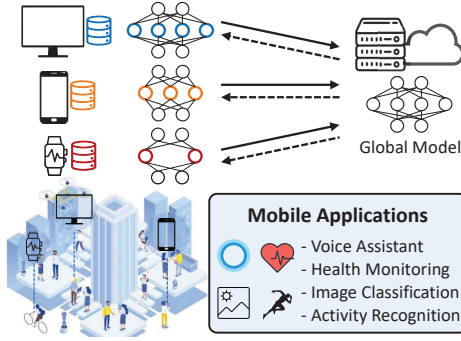 Global Model
Mobile Applications
- Voice Assistant
- Health Monitoring
- Image Classification
- Activity Recognition